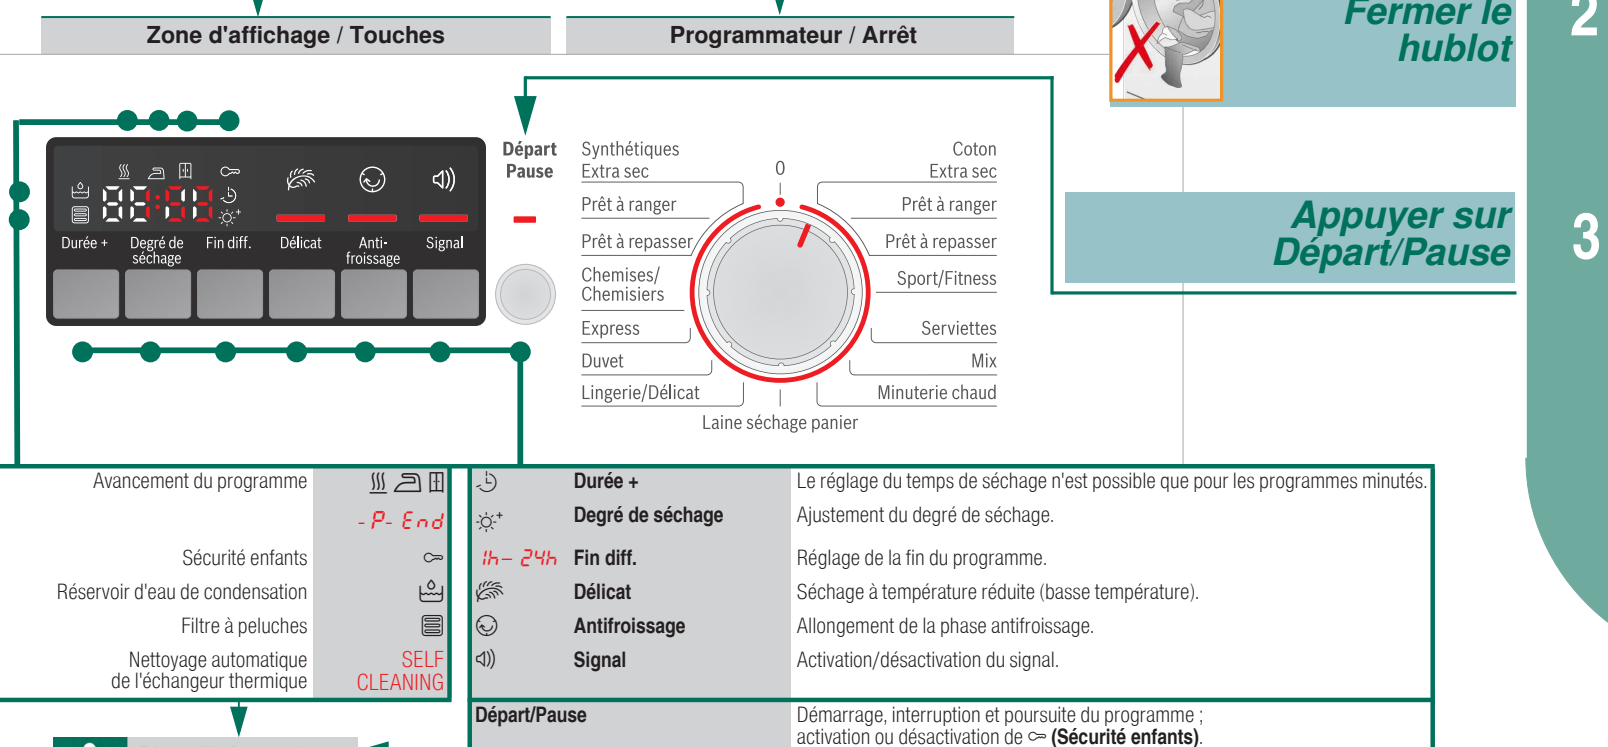 Zone d'affichage / Touches
Programmateur / Arrêt
Fermer le
hublot
2
Départ
Pause
Durée +
Degré de
séchage
Fin diff.
Délicat
Anti-
froissage
Signal
Synthétiques
Extra sec
Prêt à ranger
Prêt à repasser
Chemises/
Chemisiers
Express
Duvet
Lingerie/Délicat
0
Laine séchage panier
Coton
Extra sec
Prêt à ranger
Prêt à repasser
Sport/Fitness
Serviettes
Mix
Minuterie chaud
Appuyer sur
Départ/Pause
3
Avancement du programme
-P- End
Sécurité enfants
Réservoir d'eau de condensation
Filtre à peluches
Nettoyage automatique
de l'échangeur thermique
SELF
CLEANING
Durée + Le réglage du temps de séchage n'est possible que pour les programmes minutés.
Degré de séchage Ajustement du degré de séchage.
1h – 24h Fin diff. Réglage de la fin du programme.
Délicat Séchage à température réduite (basse température).
Antifroissage Allongement de la phase antifroissage.
Signal Activation/désactivation du signal.
Départ/Pause Démarrage, interruption et poursuite du programme ;
activation ou désactivation de (Sécurité enfants).